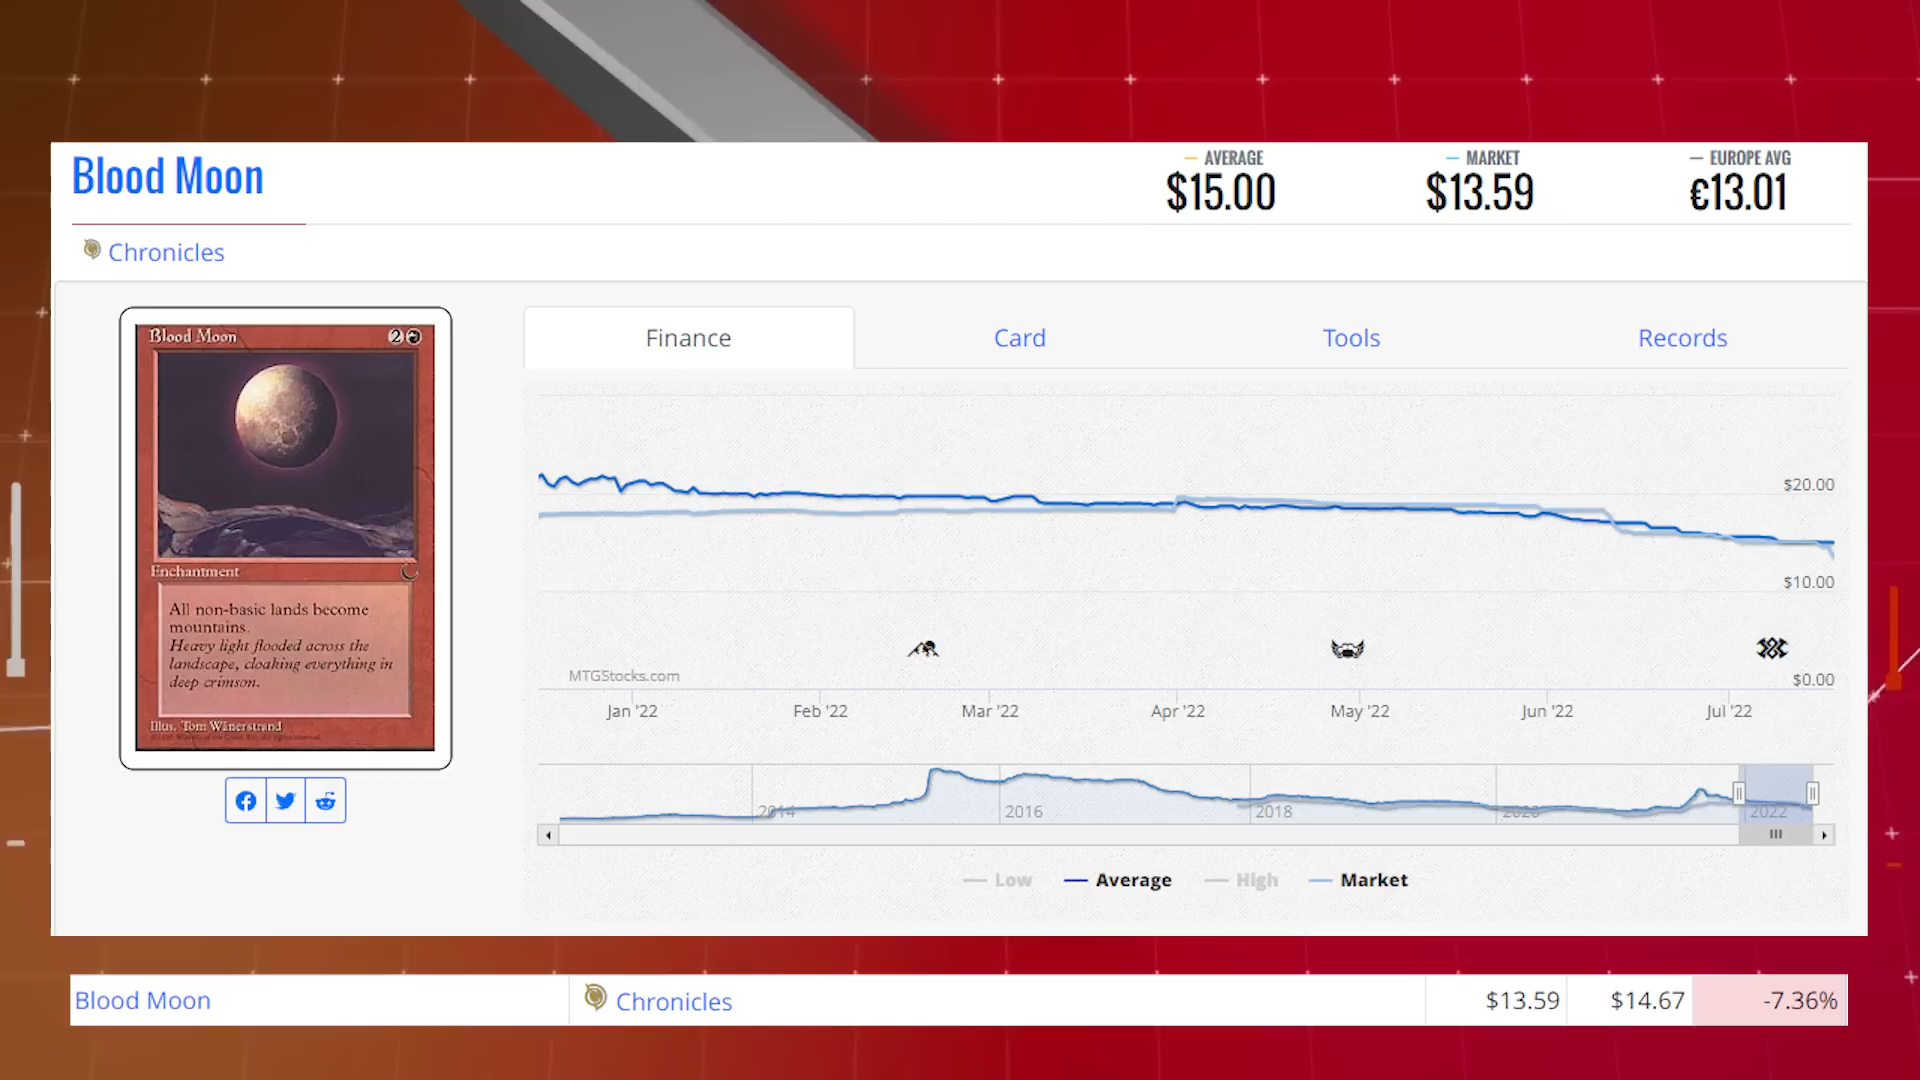 Blood Moon
AVERAGE
$15.00
MARKET
$13.59
EUROPE AVG
€13.01
Chronicles
Blood Moon
2
Enchantment
All non-basic lands become
mountains.
Heavy light flooded across the
landscape, cloaking everything in
deep crimson.
Illus. Tom Wänerstrand
Finance
Card
Tools
Records
$20.00
$10.00
$0.00
MTGStocks.com
Jan '22
Feb '22
Mar '22
Apr '22
May '22
Jun '22
Jul '22
2014
2016
2018
2020
2022
Low
Average
High
Market
Blood Moon
Chronicles
$13.59
$14.67
-7.36%